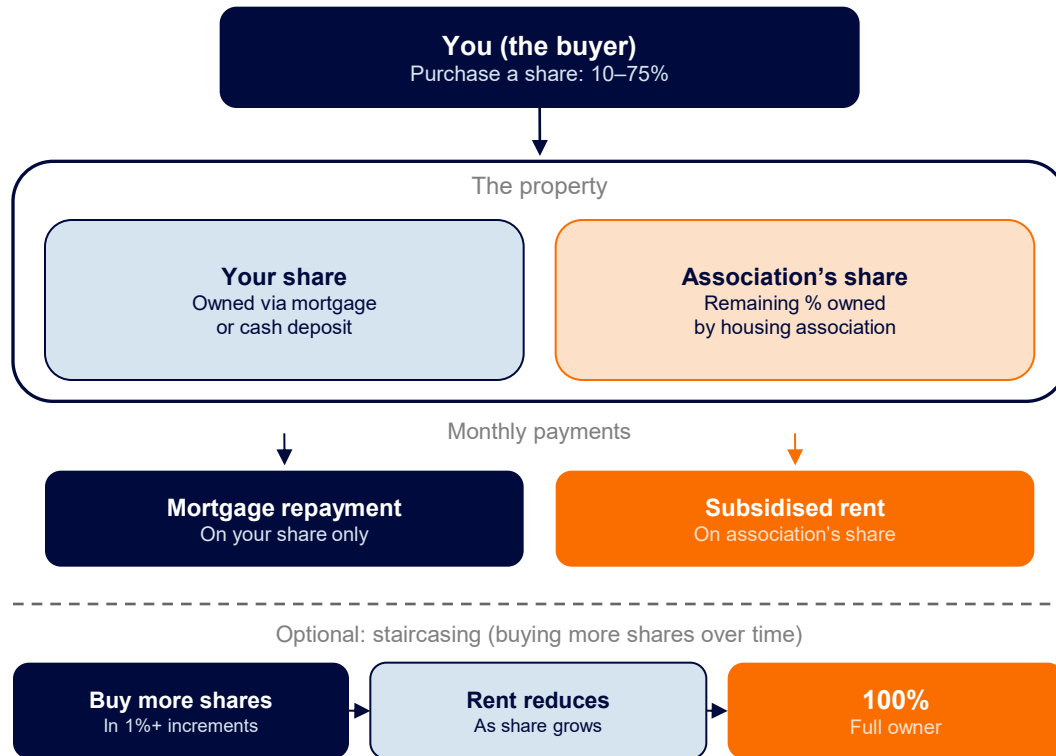 You (the buyer)
Purchase a share: 10–75%
The property
Your share
Owned via mortgage
or cash deposit
Association’s share
Remaining % owned
by housing association
Monthly payments
Mortgage repayment
On your share only
Subsidised rent
On association’s share
Optional: staircasing (buying more shares over time)
Buy more shares
In 1%+ increments
Rent reduces
As share grows
100%
Full owner